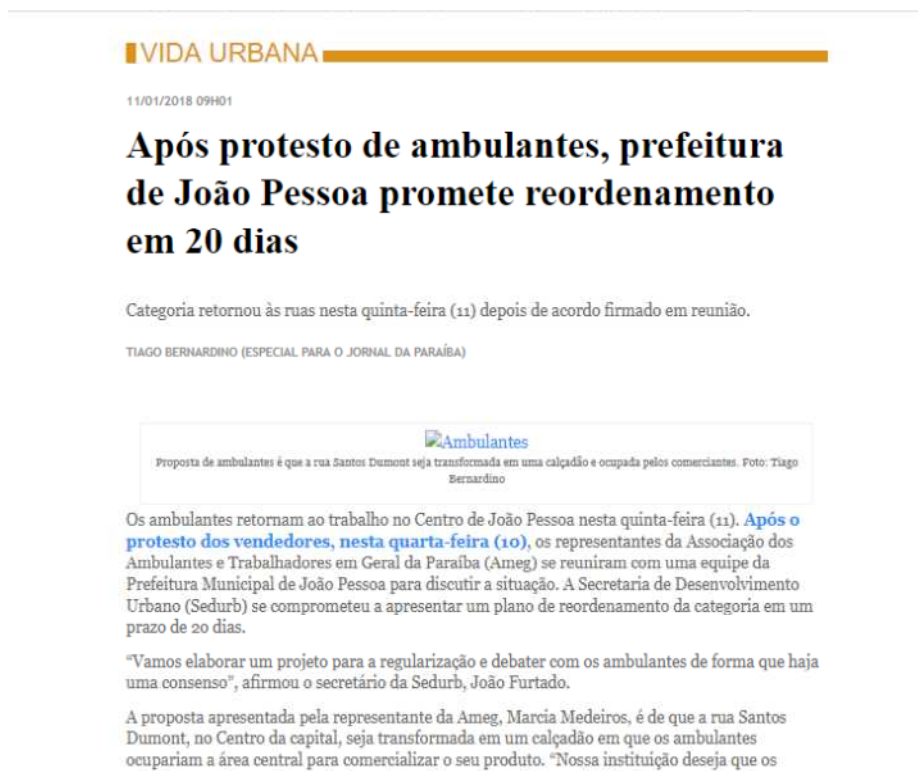 VIDA URBANA
11/01/2018 09H01
Após protesto de ambulantes, prefeitura
de João Pessoa promete reordenamento
em 20 dias
Categoria retornou às ruas nesta quinta-feira (11) depois de acordo firmado em reunião.
TIAGO BERNARDINO (ESPECIAL PARA O JORNAL DA PARAÍBA)
Ambulantes
Proposta de ambulantes é que a rua Santos Dumont seja transformada em uma calçadão e ocupada pelos comerciantes. Foto: Tiago
Bernardino
Os ambulantes retornam ao trabalho no Centro de João Pessoa nesta quinta-feira (11). Após o
protesto dos vendedores, nesta quarta-feira (10), os representantes da Associação dos
Ambulantes e Trabalhadores em Geral da Paraíba (Ameg) se reuniram com uma equipe da
Prefeitura Municipal de João Pessoa para discutir a situação. A Secretaria de Desenvolvimento
Urbano (Sedurb) se comprometeu a apresentar um plano de reordenamento da categoria em um
prazo de 20 dias.
“Vamos elaborar um projeto para a regularização e debater com os ambulantes de forma que haja
uma consenso”, afirmou o secretário da Sedurb, João Furtado.
A proposta apresentada pela representante da Ameg, Marcia Medeiros, é de que a rua Santos
Dumont, no Centro da capital, seja transformada em um calçadão em que os ambulantes
ocupariam a área central para comercializar o seu produto. “Nossa instituição deseja que os